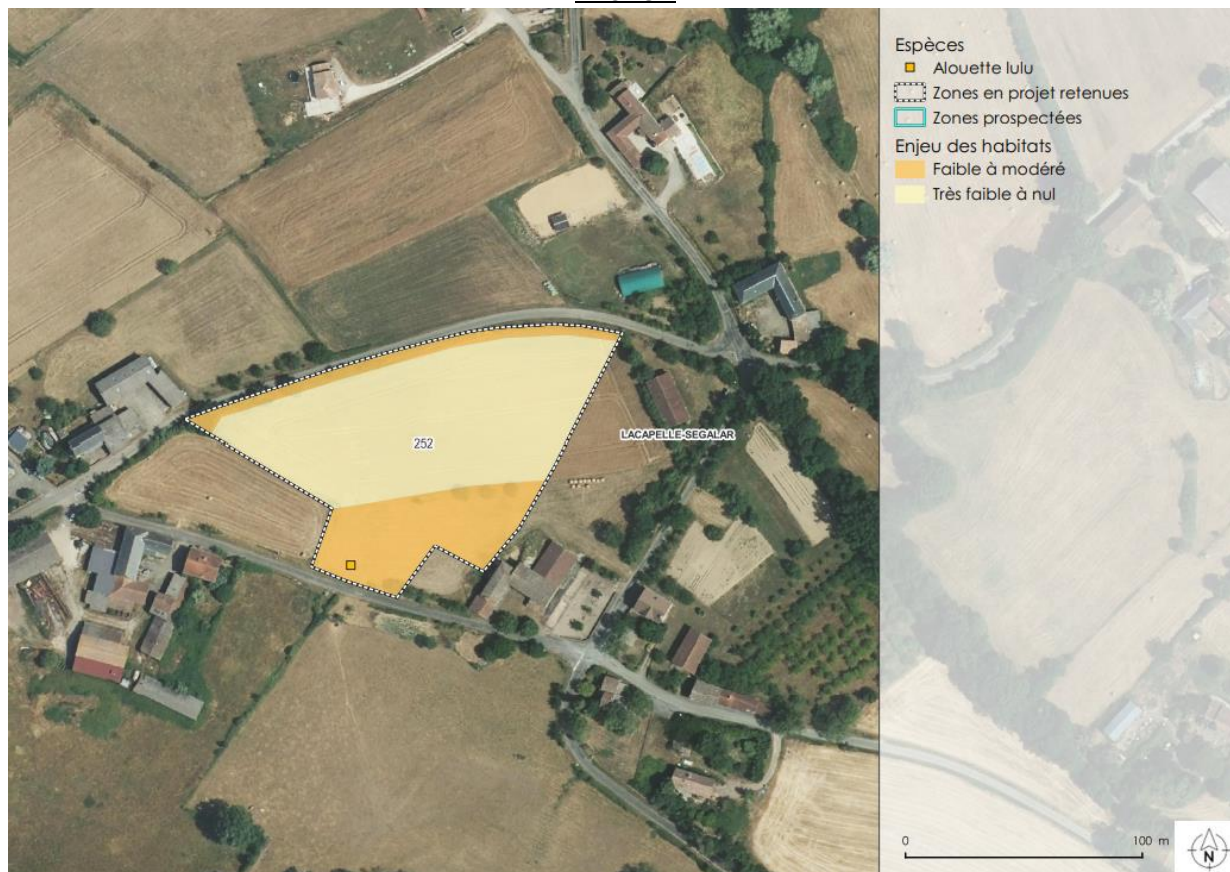 Espèces
Alouette lulu
Zones en projet retenues
Zones prospectées
Enjeu des habitats
Faible à modéré
Très faible à nul
252
LACAPELLE-SEGALAR
0 100 m
N